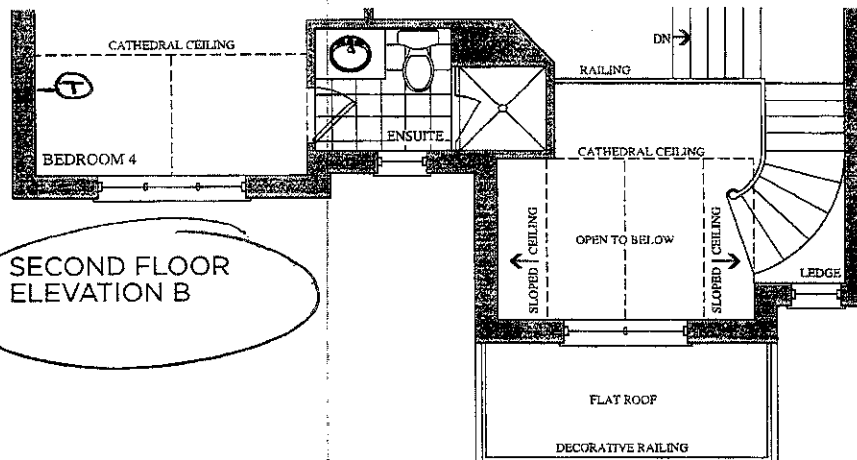 CATHEDRAL CEILING
T
BEDROOM 4
ENSUITE
DN
RAILING
CATHEDRAL CEILING
SLOPED CEILING
OPEN TO BELOW
SLOPED CEILING
LEDGE
SECOND FLOOR
ELEVATION B
FLAT ROOF
DECORATIVE RAILING